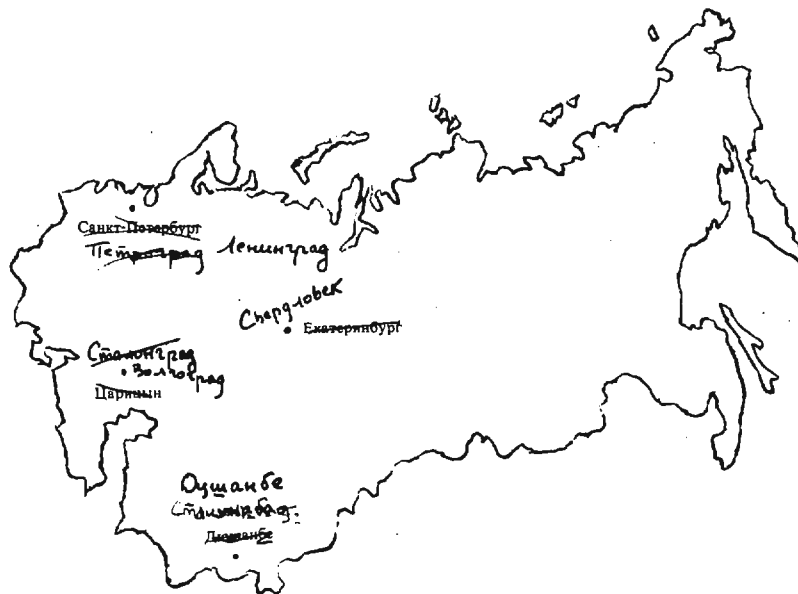 Санкт-Петербург
Петроград Ленинград
Свердловск
Екатеринбург
Сталинград
Волгоград
Царицын
Душанбе
Сталинабад
Дюшанбе